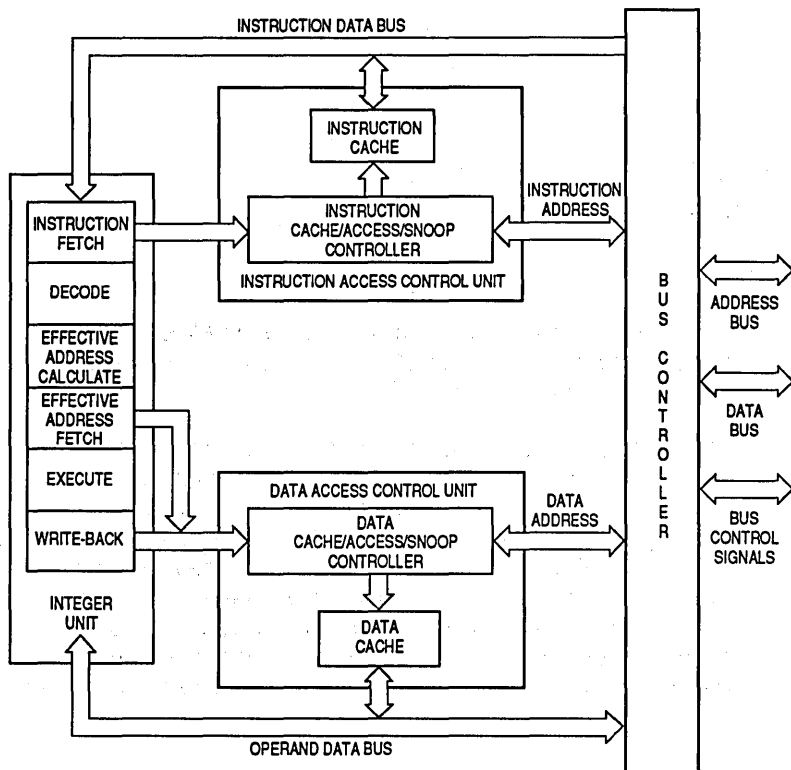 INSTRUCTION DATA BUS
INSTRUCTION
CACHE
INSTRUCTION
CACHE/ACCESS/SNOOP
CONTROLLER
INSTRUCTION ACCESS CONTROL UNIT
INSTRUCTION
ADDRESS
INSTRUCTION
FETCH
DECODE
EFFECTIVE
ADDRESS
CALCULATE
EFFECTIVE
ADDRESS
FETCH
EXECUTE
WRITE-BACK
INTEGER
UNIT
DATA ACCESS CONTROL UNIT
DATA
CACHE/ACCESS/SNOOP
CONTROLLER
DATA
CACHE
DATA
ADDRESS
OPERAND DATA BUS
BUS CONTROLLER
ADDRESS
BUS
DATA
BUS
BUS
CONTROL
SIGNALS